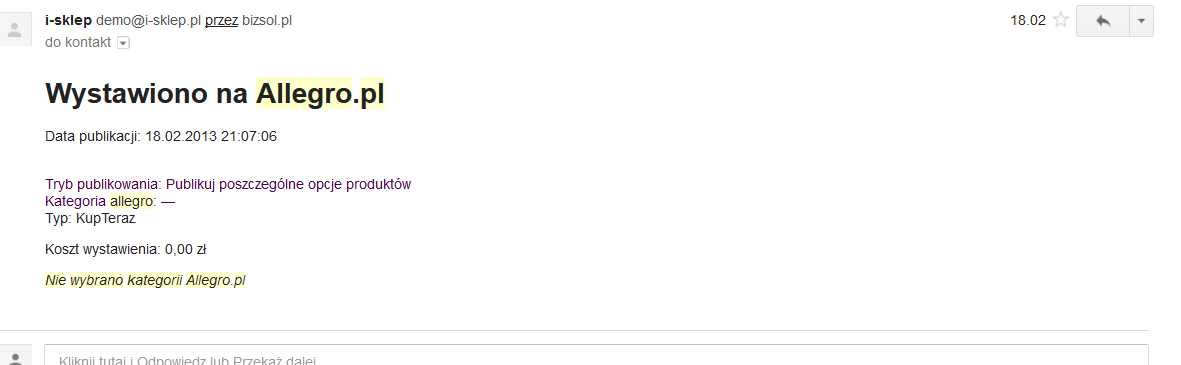 i-sklep demo@i-sklep.pl przez bizsol.pl 18.02
do kontakt
Wystawiono na Allegro.pl
Data publikacji: 18.02.2013 21:07:06
Tryb publikowania: Publikuj poszczególne opcje produktów
Kategoria allegro: —
Typ: KupTeraz
Koszt wystawienia: 0,00 zł
Nie wybrano kategorii Allegro.pl
Kliknij tutaj i Odpowiedz lub Przekaż dalej